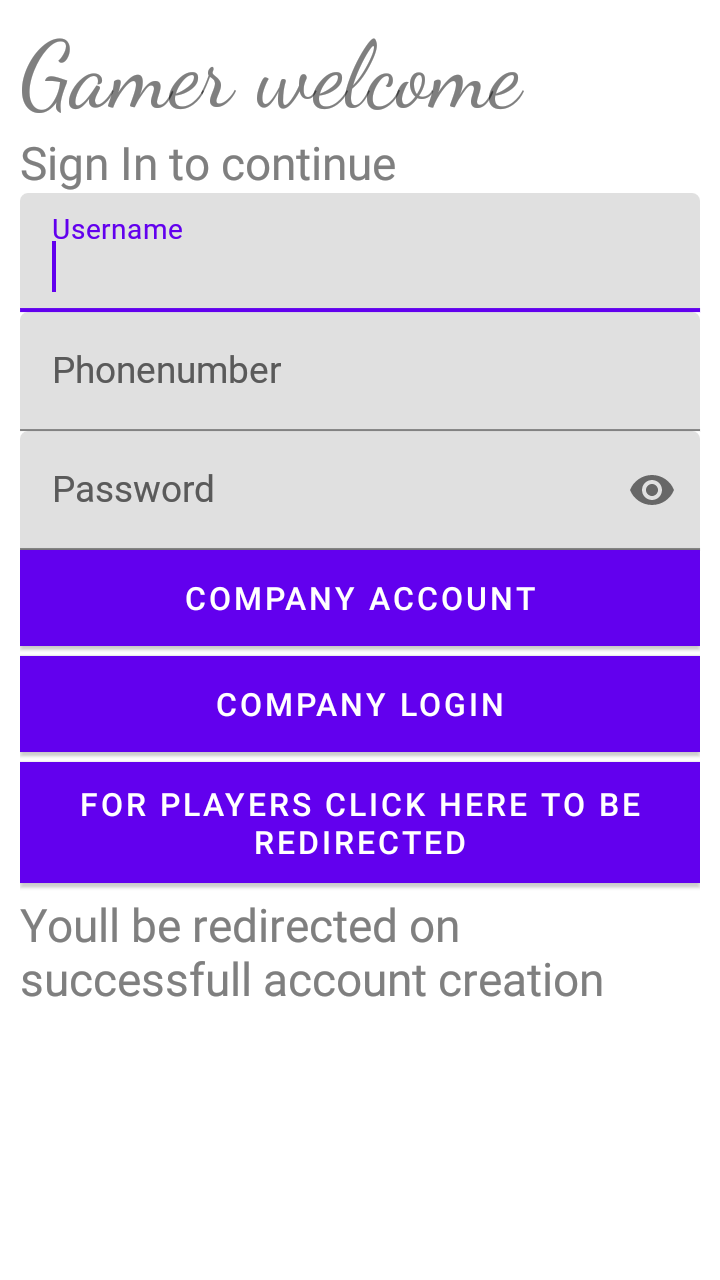 Gamer welcome
Sign In to continue
Username
Phonenumber
Password
COMPANY ACCOUNT
COMPANY LOGIN
FOR PLAYERS CLICK HERE TO BE
REDIRECTED
Youll be redirected on
successfull account creation